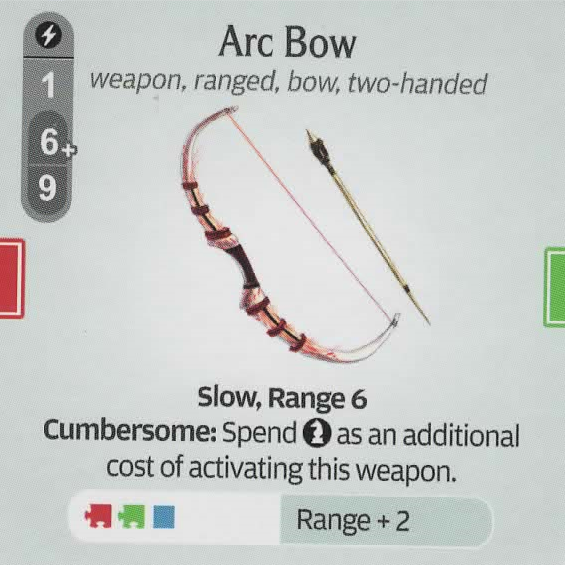 Arc Bow
weapon, ranged, bow, two-handed
1
6+
9
Slow, Range 6
Cumbersome: Spend as an additional
cost of activating this weapon.
Range + 2